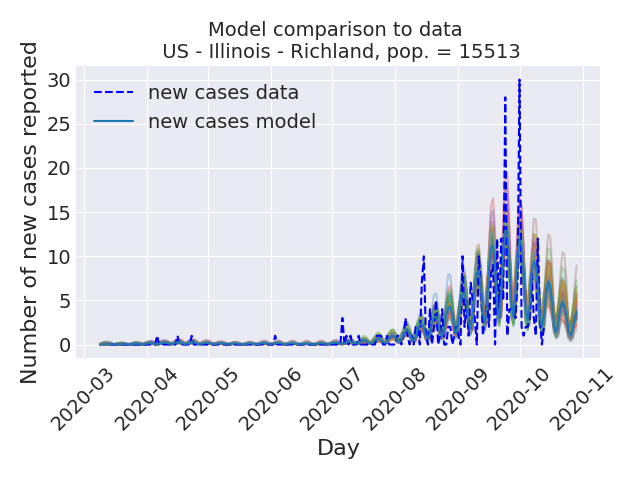 Model comparison to data
US - Illinois - Richland, pop. = 15513
Number of new cases reported
30
25
20
15
10
5
0
new cases data
new cases model
2020-03
2020-04
2020-05
2020-06
2020-07
2020-08
2020-09
2020-10
2020-11
Day